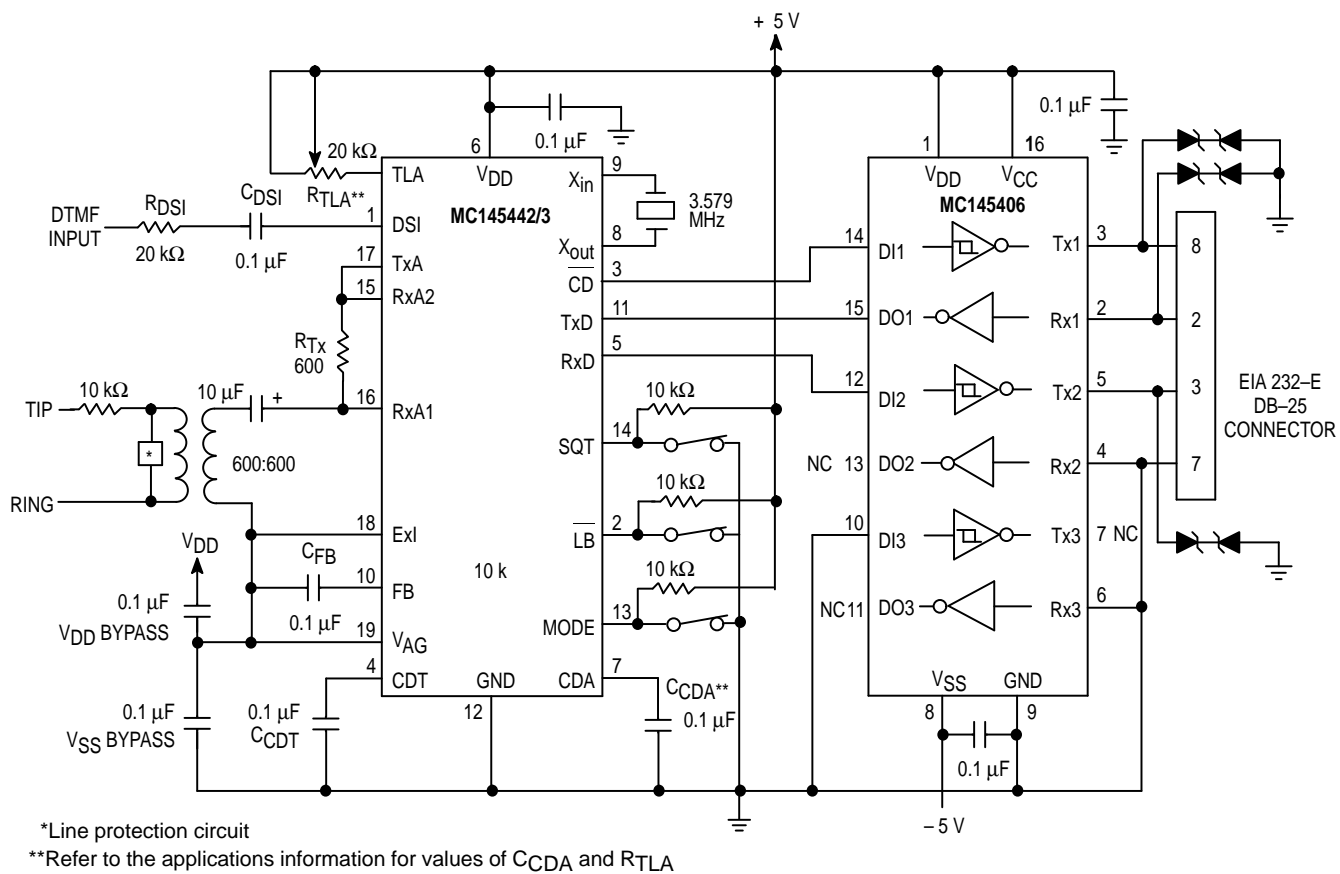 + 5 V
0.1 µF
0.1 µF
20 kΩ
R_TLA**
6
9
1
16
TLA
V_DD
X_in
V_DD
V_CC
MC145442/3
MC145406
3.579
MHz
DTMF
INPUT
R_DSI
20 kΩ
C_DSI
0.1 µF
1
DSI
8
X_out
17
TxA
3
CD
14
DI1
Tx1
3
8
15
RxA2
11
TxD
15
DO1
Rx1
2
2
R_Tx
600
5
RxD
12
DI2
Tx2
5
3
EIA 232–E
DB–25
CONNECTOR
TIP
10 kΩ
10 µF
+
16
RxA1
10 kΩ
14
SQT
NC 13
DO2
Rx2
4
7
*
600:600
RING
10 kΩ
2
LB
10
DI3
Tx3
7 NC
18
ExI
V_DD
C_FB
0.1 µF
10
FB
10 k
10 kΩ
13
MODE
NC 11
DO3
Rx3
6
0.1 µF
V_DD BYPASS
19
V_AG
4
CDT
GND
12
CDA
7
C_CDA**
0.1 µF
V_SS
GND
8
9
0.1 µF
V_SS BYPASS
0.1 µF
C_CDT
0.1 µF
– 5 V
*Line protection circuit
**Refer to the applications information for values of C_CDA and R_TLA